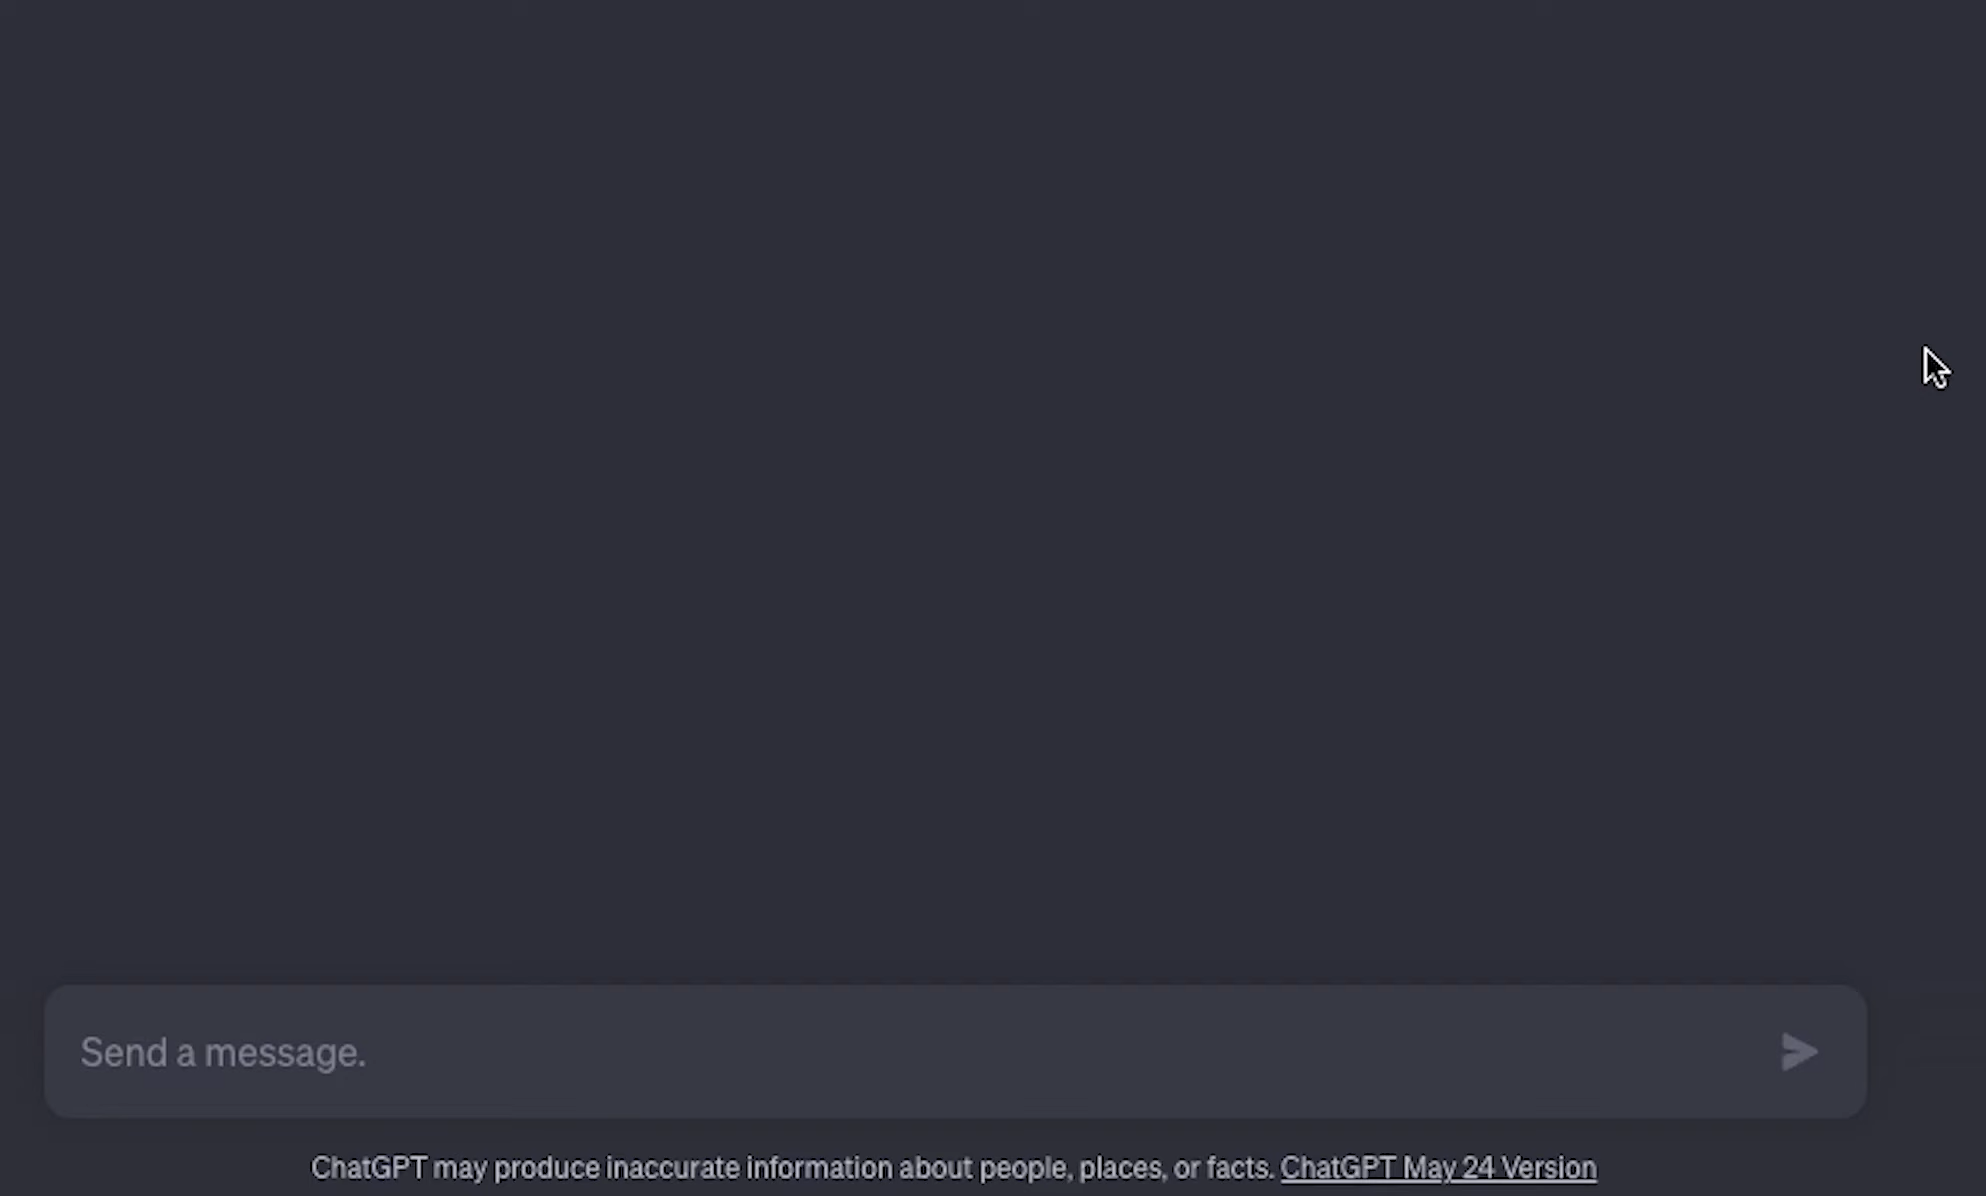 Send a message.
ChatGPT may produce inaccurate information about people, places, or facts. ChatGPT May 24 Version